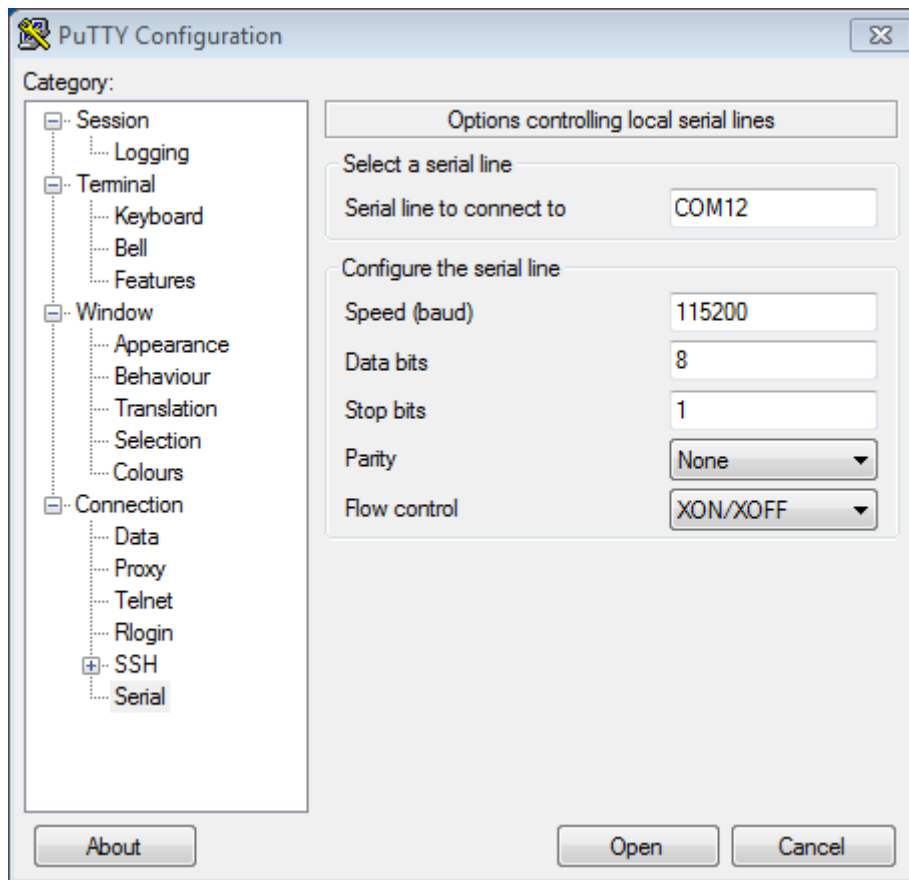 PuTTY Configuration
Category:
Session
Logging
Terminal
Keyboard
Bell
Features
Window
Appearance
Behaviour
Translation
Selection
Colours
Connection
Data
Proxy
Telnet
Rlogin
SSH
Serial
Options controlling local serial lines
Select a serial line
Serial line to connect to COM12
Configure the serial line
Speed (baud) 115200
Data bits 8
Stop bits 1
Parity None
Flow control XON/XOFF
About Open Cancel